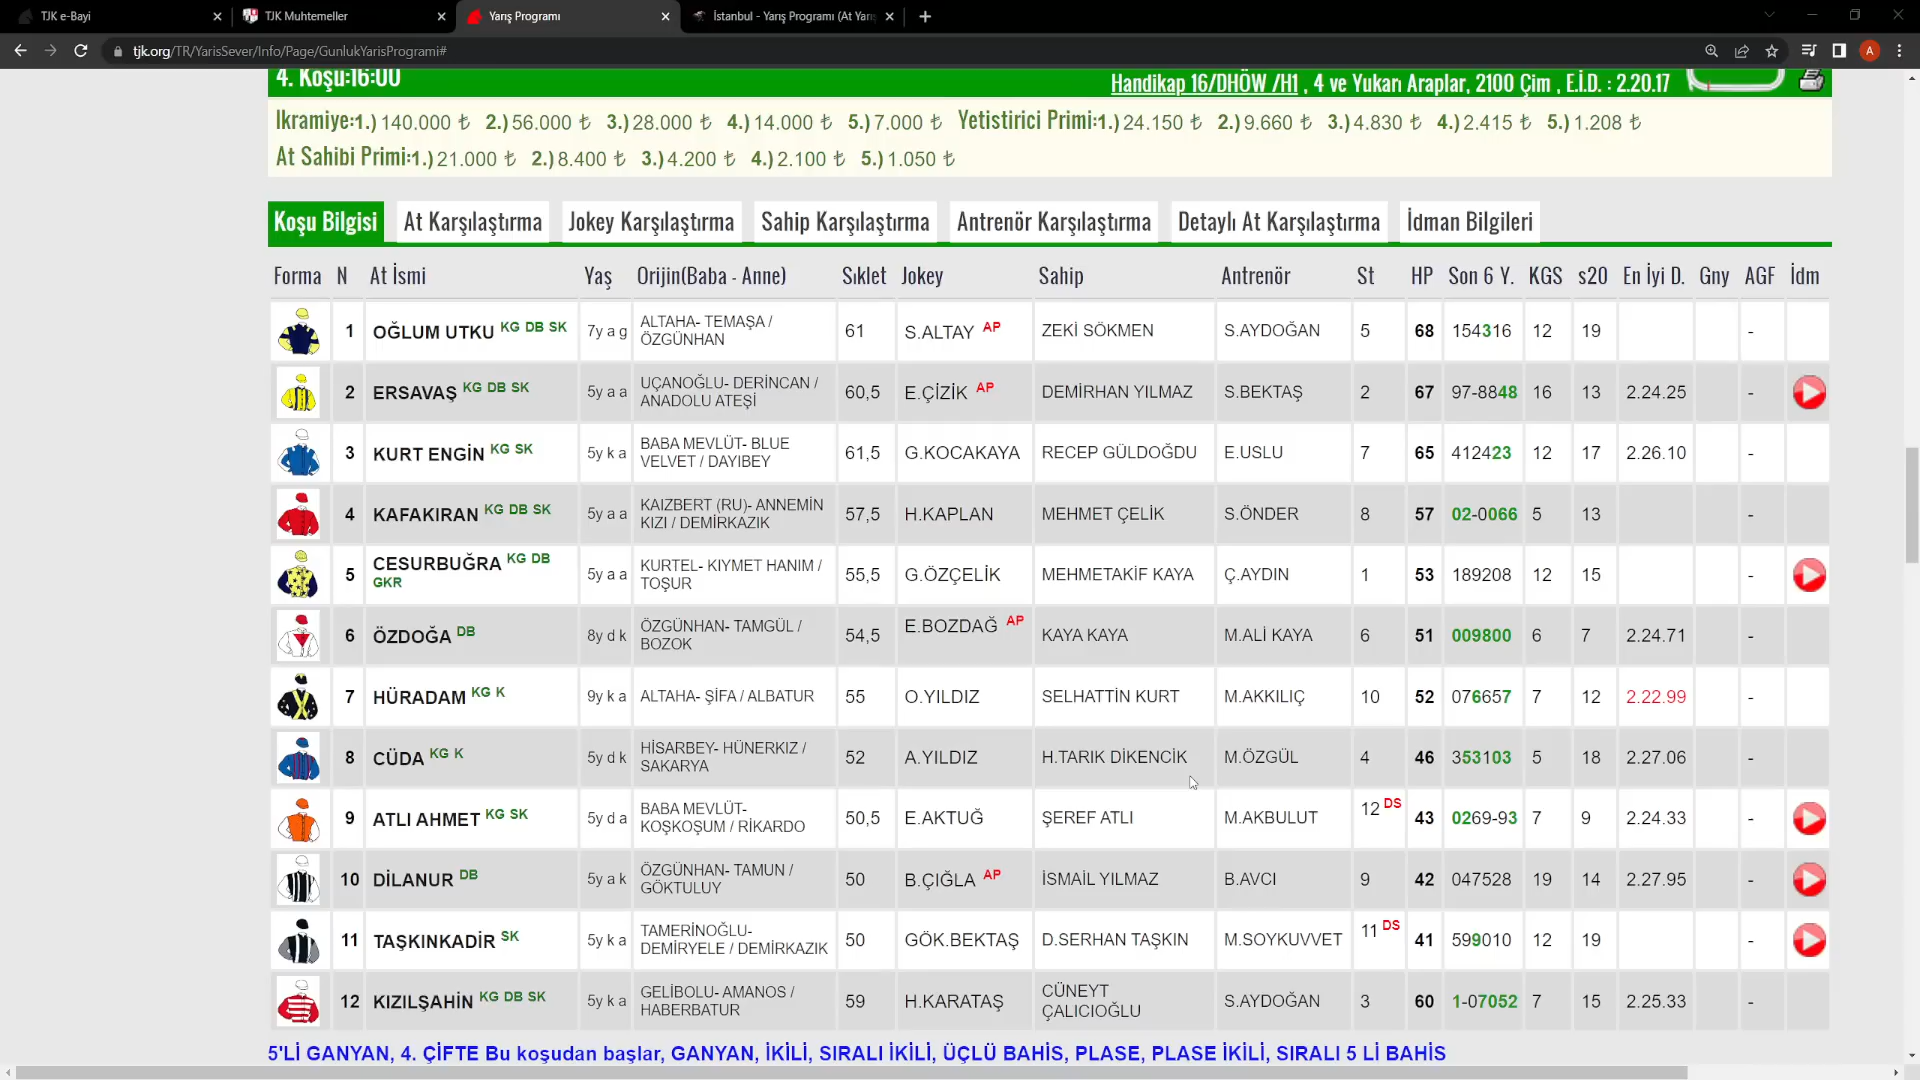 TJK e-Bayi
TJK Muhtemeller
Yarış Programı
İstanbul - Yarış Programı (At Yarış
tjk.org/TR/YarisSever/Info/Page/GunlukYarisProgrami#
A
4. Koşu:16:00
Handikap 16/DHÖW /H1 , 4 ve Yukarı Araplar, 2100 Çim , E.İ.D. : 2.20.17
İkramiye:1.) 140.000 ₺ 2.) 56.000 ₺ 3.) 28.000 ₺ 4.) 14.000 ₺ 5.) 7.000 ₺ Yetistirici Primi:1.) 24.150 ₺ 2.) 9.660 ₺ 3.) 4.830 ₺ 4.) 2.415 ₺ 5.) 1.208 ₺
At Sahibi Primi:1.) 21.000 ₺ 2.) 8.400 ₺ 3.) 4.200 ₺ 4.) 2.100 ₺ 5.) 1.050 ₺
Koşu Bilgisi At Karşılaştırma Jokey Karşılaştırma Sahip Karşılaştırma Antrenör Karşılaştırma Detaylı At Karşılaştırma İdman Bilgileri
Forma N At İsmi Yaş Orijin(Baba - Anne) Sıklet Jokey Sahip Antrenör St HP Son 6 Y. KGS s20 En İyi D. Gny AGF İdm
1 OĞLUM UTKU KG DB SK 7y a g ALTAHA- TEMAŞA / ÖZGÜNHAN 61 S.ALTAY AP ZEKİ SÖKMEN S.AYDOĞAN 5 68 154316 12 19 -
2 ERSAVAŞ KG DB SK 5y a a UÇANOĞLU- DERİNCAN / ANADOLU ATEŞİ 60,5 E.ÇİZİK AP DEMİRHAN YILMAZ S.BEKTAŞ 2 67 97-8848 16 13 2.24.25 -
3 KURT ENGİN KG SK 5y k a BABA MEVLÜT- BLUE VELVET / DAYIBEY 61,5 G.KOCAKAYA RECEP GÜLDOĞDU E.USLU 7 65 412423 12 17 2.26.10 -
4 KAFAKIRAN KG DB SK 5y a a KAIZBERT (RU)- ANNEMİN KIZI / DEMİRKAZIK 57,5 H.KAPLAN MEHMET ÇELİK S.ÖNDER 8 57 02-0066 5 13 -
5 CESURBUĞRA KG DB GKR 5y a a KURTEL- KIYMET HANIM / TOŞUR 55,5 G.ÖZÇELİK MEHMETAKİF KAYA Ç.AYDIN 1 53 189208 12 15 -
6 ÖZDOĞA DB 8y d k ÖZGÜNHAN- TAMGÜL / BOZOK 54,5 E.BOZDAĞ AP KAYA KAYA M.ALİ KAYA 6 51 009800 6 7 2.24.71 -
7 HÜRADAM KG K 9y k a ALTAHA- ŞİFA / ALBATUR 55 O.YILDIZ SELHATTİN KURT M.AKKILIÇ 10 52 076657 7 12 2.22.99 -
8 CÜDA KG K 5y d k HİSARBEY- HÜNERKIZ / SAKARYA 52 A.YILDIZ H.TARIK DİKENCİK M.ÖZGÜL 4 46 353103 5 18 2.27.06 -
9 ATLI AHMET KG SK 5y d a BABA MEVLÜT- KOŞKOŞUM / RİKARDO 50,5 E.AKTUĞ ŞEREF ATLI M.AKBULUT 12 DS 43 0269-93 7 9 2.24.33 -
10 DİLANUR DB 5y a k ÖZGÜNHAN- TAMUN / GÖKTULUY 50 B.ÇIĞLA AP İSMAİL YILMAZ B.AVCI 9 42 047528 19 14 2.27.95 -
11 TAŞKINKADİR SK 5y k a TAMERİNOĞLU- DEMİRYELE / DEMİRKAZIK 50 GÖK.BEKTAŞ D.SERHAN TAŞKIN M.SOYKUVVET 11 DS 41 599010 12 19 -
12 KIZILŞAHİN KG DB SK 5y k a GELİBOLU- AMANOS / HABERBATUR 59 H.KARATAŞ CÜNEYT ÇALICIOĞLU S.AYDOĞAN 3 60 1-07052 7 15 2.25.33 -
5'Lİ GANYAN, 4. ÇİFTE Bu koşudan başlar, GANYAN, İKİLİ, SIRALI İKİLİ, ÜÇLÜ BAHİS, PLASE, PLASE İKİLİ, SIRALI 5 Lİ BAHİS